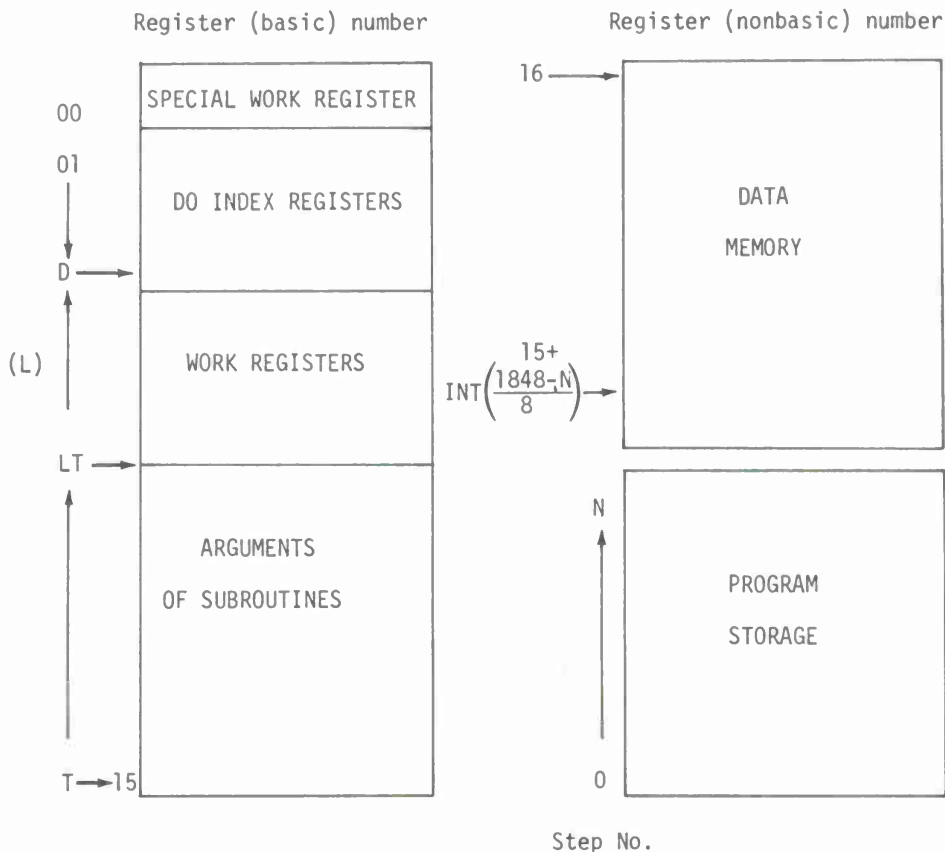 Register (basic) number
00
01
D
(L)
LT
T
15
SPECIAL WORK REGISTER
DO INDEX REGISTERS
WORK REGISTERS
ARGUMENTS
OF SUBROUTINES
Register (nonbasic) number
16
15+
INT(1848-N
8)
N
0
DATA
MEMORY
PROGRAM
STORAGE
Step No.